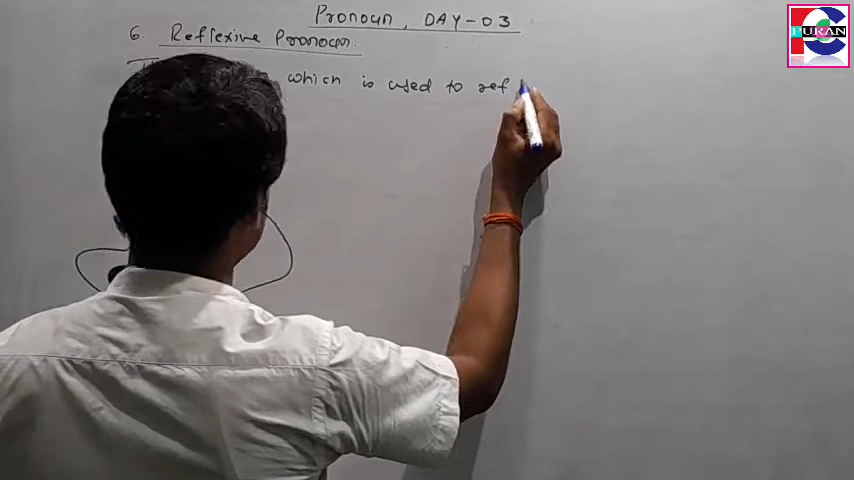 Pronoun, DAY-03
6. Reflexive Pronoun.
which is used to ref
PURAN